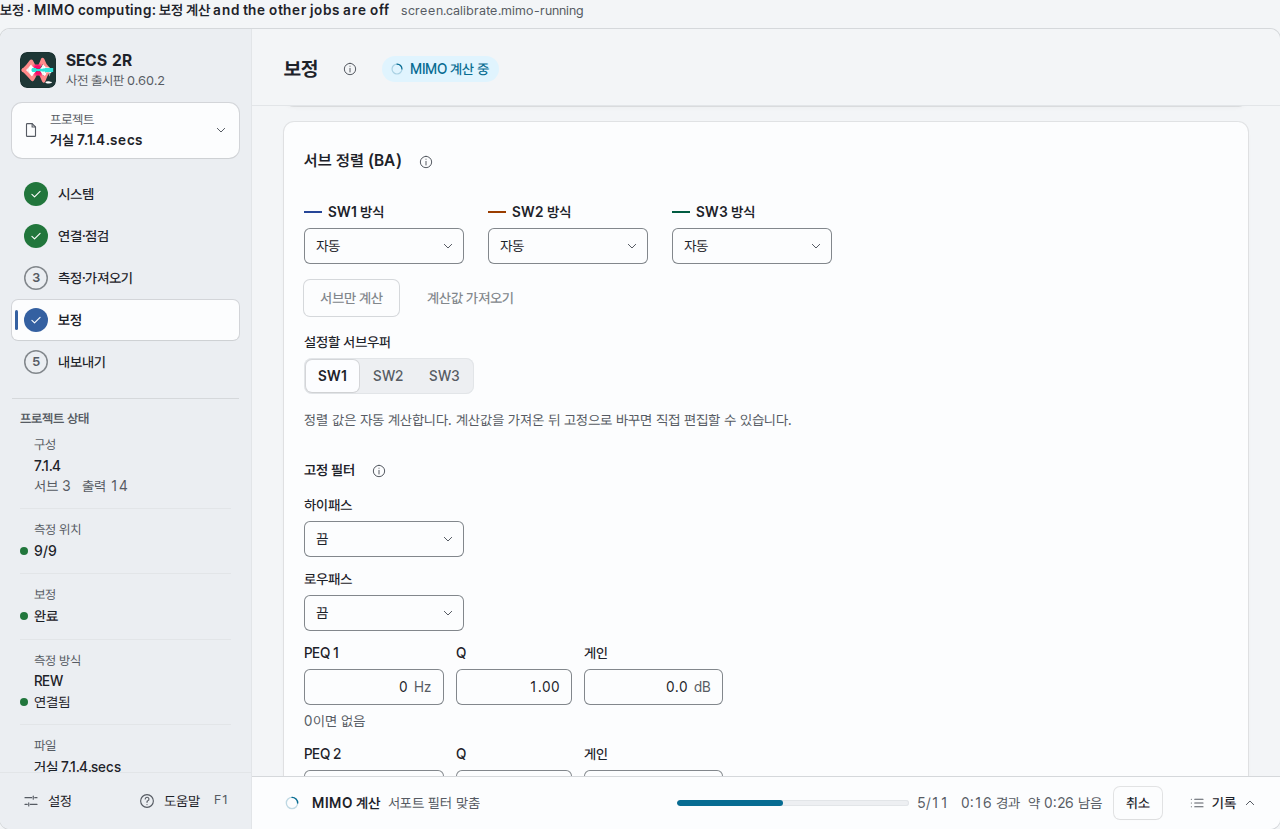 보정 · MIMO computing: 보정 계산 and the other jobs are off screen.calibrate.mimo-running
SECS 2R
사전 출시판 0.60.2
프로젝트
거실 7.1.4.secs
시스템
연결·점검
3 측정·가져오기
보정
5 내보내기
프로젝트 상태
구성
7.1.4
서브 3 출력 14
측정 위치
9/9
보정
완료
측정 방식
REW
연결됨
파일
거실 7.1.4.secs
설정
도움말 F1
보정
MIMO 계산 중
서브 정렬 (BA)
SW1 방식 SW2 방식 SW3 방식
자동 자동 자동
서브만 계산 계산값 가져오기
설정할 서브우퍼
SW1 SW2 SW3
정렬 값은 자동 계산합니다. 계산값을 가져온 뒤 고정으로 바꾸면 직접 편집할 수 있습니다.
고정 필터
하이패스
끔
로우패스
끔
PEQ 1 Q 게인
0 Hz 1.00 0.0 dB
0이면 없음
PEQ 2 Q 게인
MIMO 계산 서포트 필터 맞춤 5/11 0:16 경과 약 0:26 남음 취소 기록